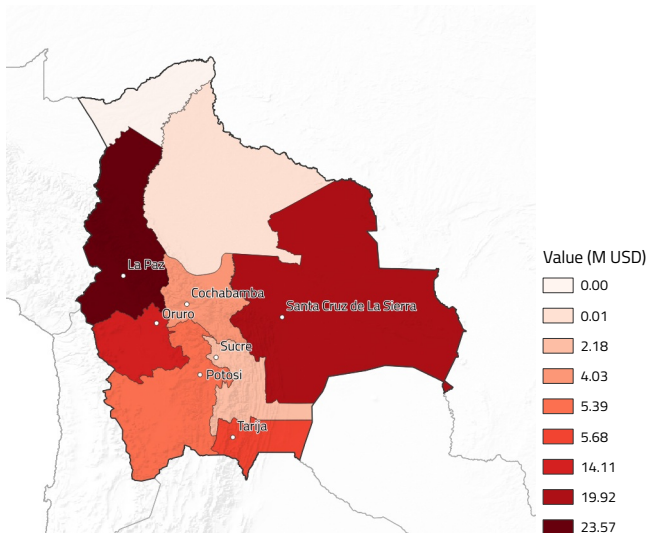 La Paz
Cochabamba
Oruro
Santa Cruz de La Sierra
Sucre
Potosi
Tarija
Value (M USD)
0.00
0.01
2.18
4.03
5.39
5.68
14.11
19.92
23.57